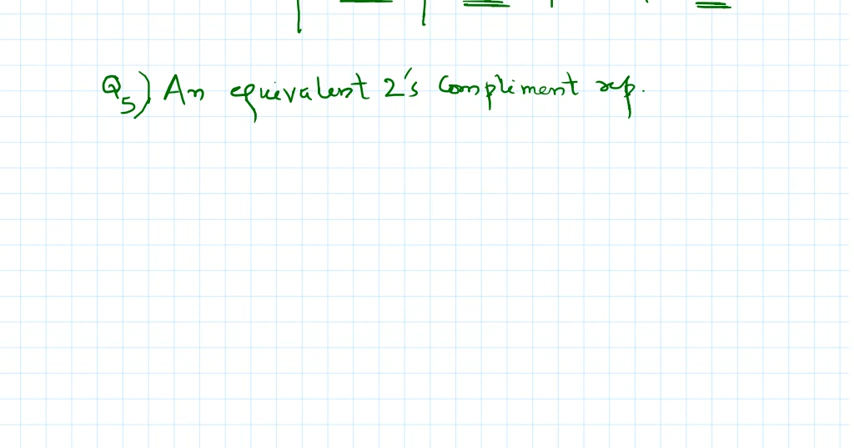 Q5) An equivalent 2's compliment rep.